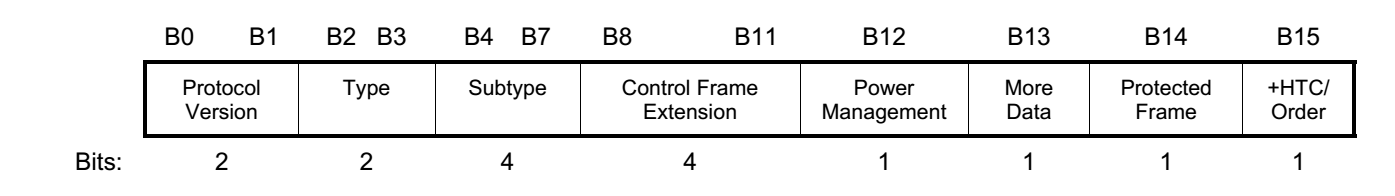 B0 B1 B2 B3 B4 B7 B8 B11 B12 B13 B14 B15
Protocol Type Subtype Control Frame Power More Protected +HTC/
Version Extension Management Data Frame Order
Bits: 2 2 4 4 1 1 1 1